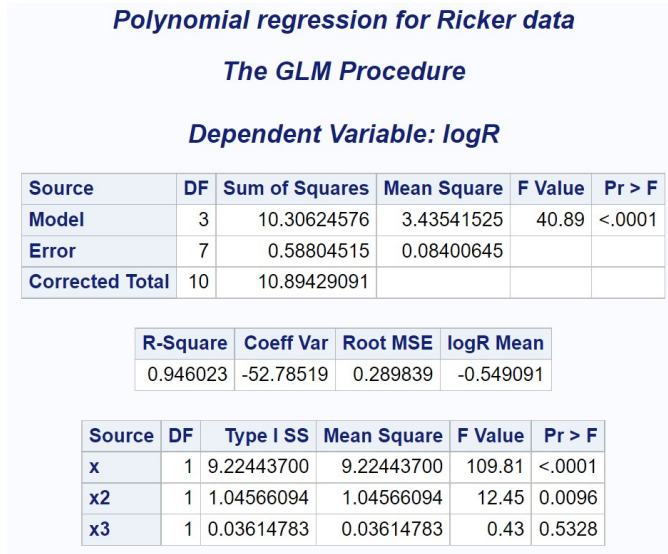 Polynomial regression for Ricker data
The GLM Procedure
Dependent Variable: logR
Source DF Sum of Squares Mean Square F Value Pr > F
Model 3 10.30624576 3.43541525 40.89 <.0001
Error 7 0.58804515 0.08400645
Corrected Total 10 10.89429091
R-Square Coeff Var Root MSE logR Mean
0.946023 -52.78519 0.289839 -0.549091
Source DF Type I SS Mean Square F Value Pr > F
x 1 9.22443700 9.22443700 109.81 <.0001
x2 1 1.04566094 1.04566094 12.45 0.0096
x3 1 0.03614783 0.03614783 0.43 0.5328